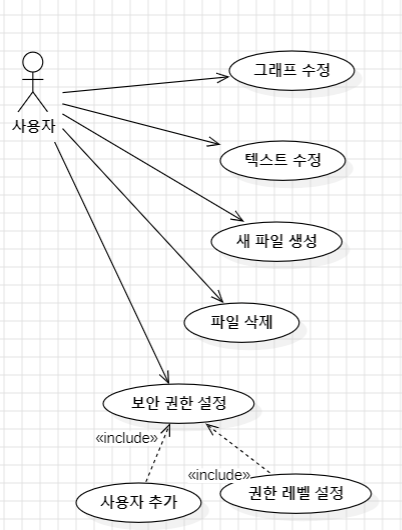 그래프 수정
사용자
텍스트 수정
새 파일 생성
파일 삭제
보안 권한 설정
«include»
«include»
사용자 추가
권한 레벨 설정